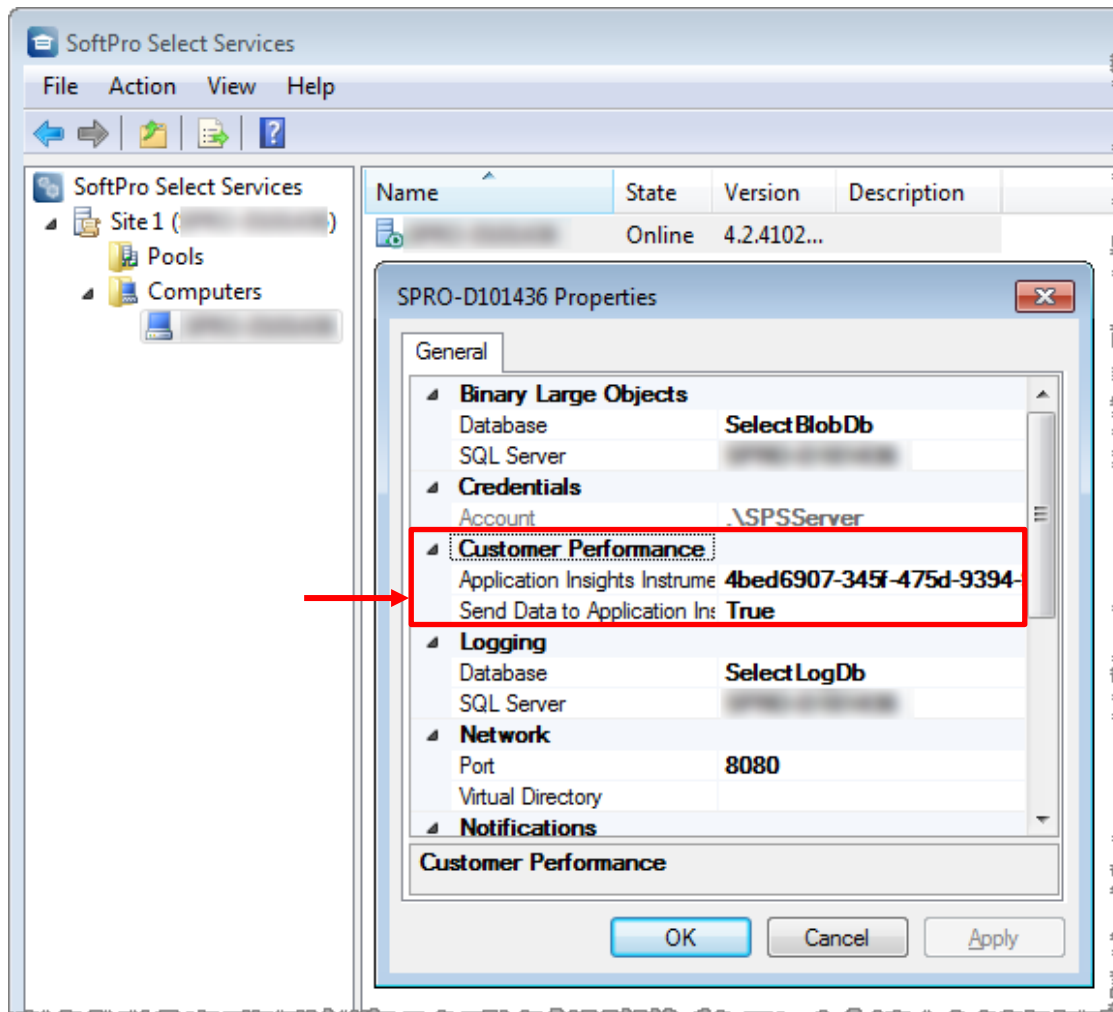 SoftPro Select Services
File Action View Help
SoftPro Select Services
Site 1 ( )
Pools
Computers
Name State Version Description
Online 4.2.4102...
SPRO-D101436 Properties
General
Binary Large Objects
Database SelectBlobDb
SQL Server
Credentials
Account .\SPSServer
Customer Performance
Application Insights Instrume 4bed6907-345f-475d-9394-
Send Data to Application Ins True
Logging
Database SelectLogDb
SQL Server
Network
Port 8080
Virtual Directory
Notifications
Customer Performance
OK Cancel Apply